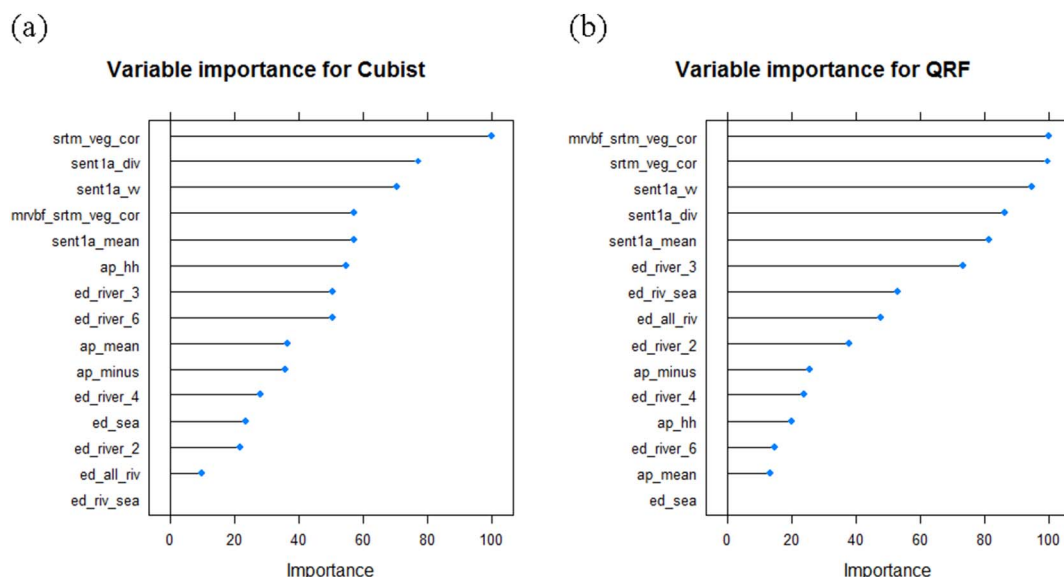 (a)
Variable importance for Cubist
srtm_veg_cor
sent1a_div
sent1a_vv
mrvbf_srtm_veg_cor
sent1a_mean
ap_hh
ed_river_3
ed_river_6
ap_mean
ap_minus
ed_river_4
ed_sea
ed_river_2
ed_all_riv
ed_riv_sea
0 20 40 60 80 100
Importance
(b)
Variable importance for QRF
mrvbf_srtm_veg_cor
srtm_veg_cor
sent1a_vv
sent1a_div
sent1a_mean
ed_river_3
ed_riv_sea
ed_all_riv
ed_river_2
ap_minus
ed_river_4
ap_hh
ed_river_6
ap_mean
ed_sea
0 20 40 60 80 100
Importance